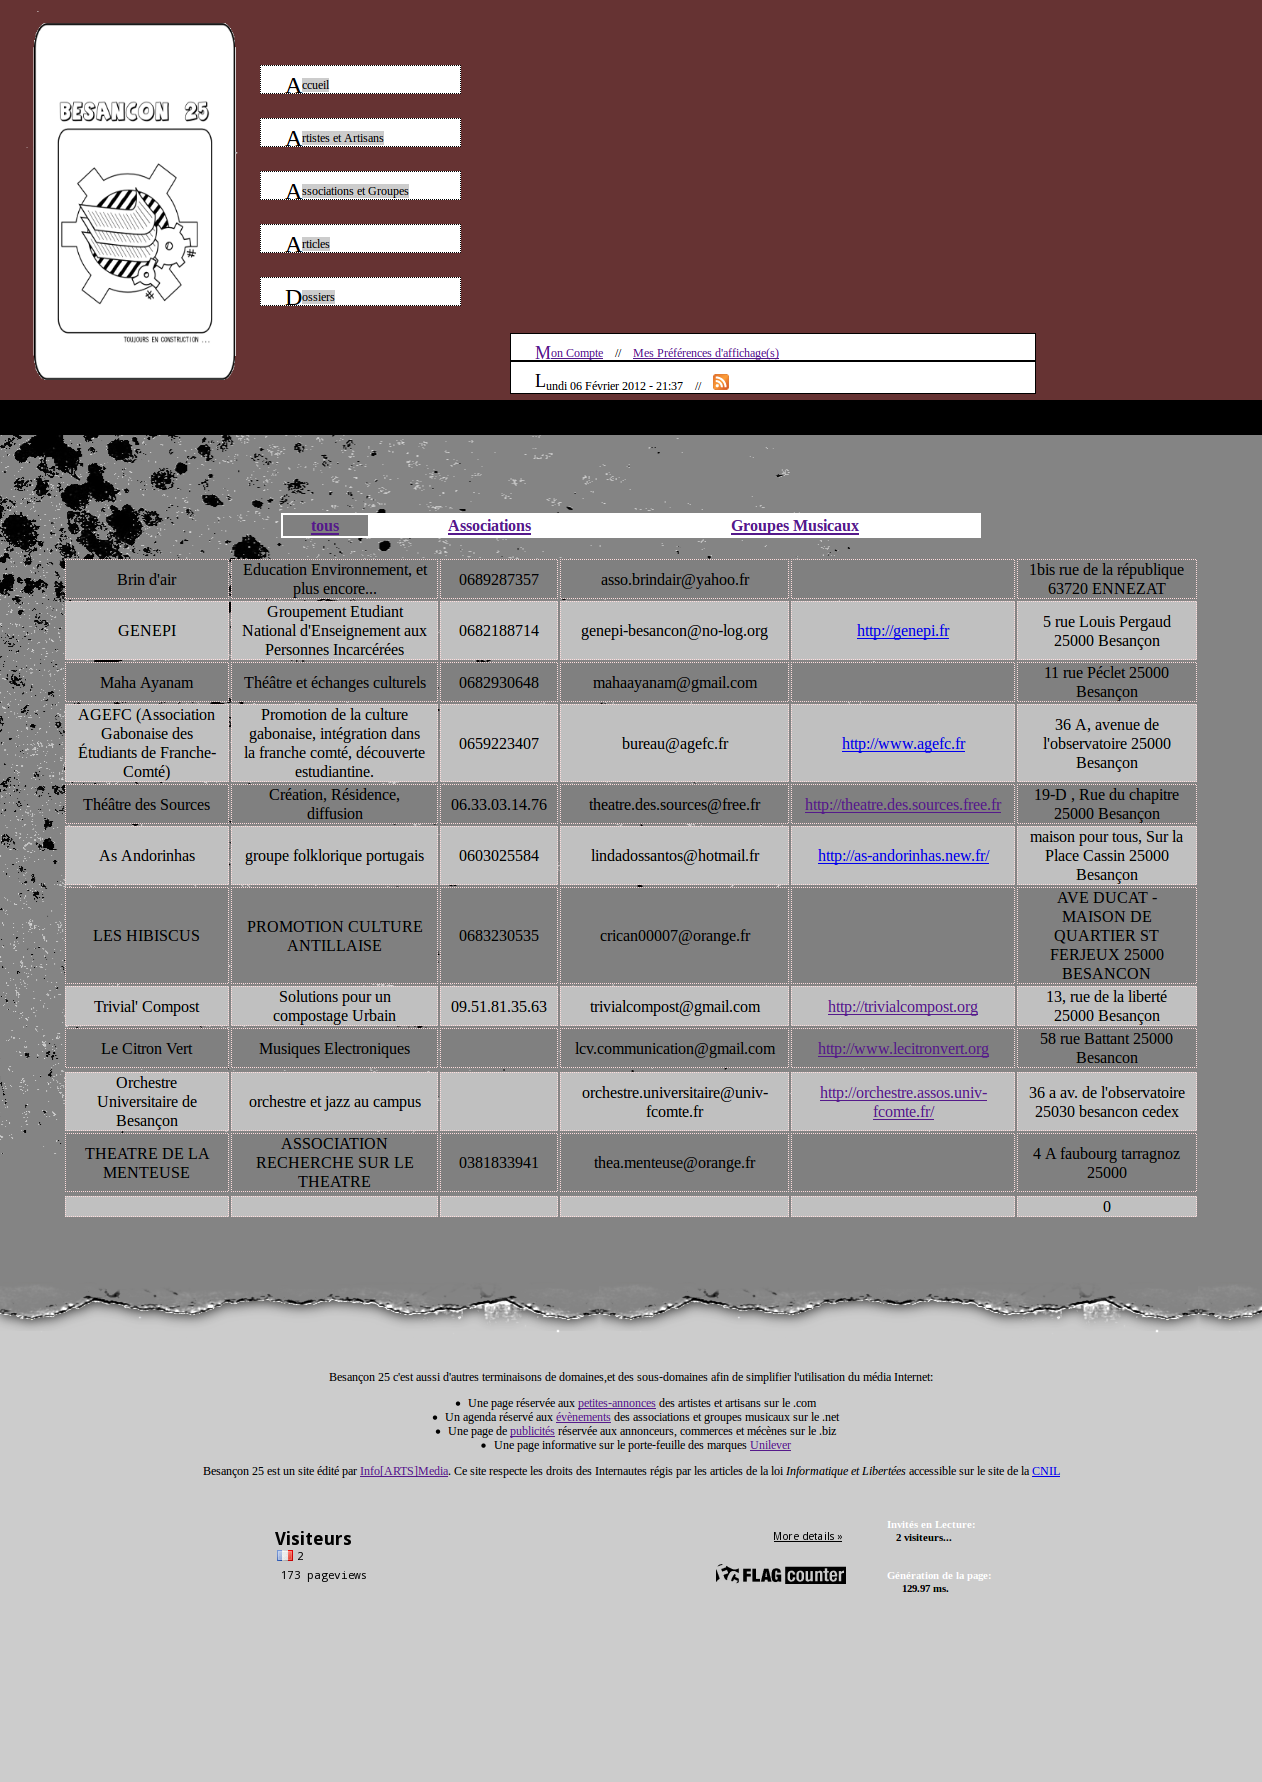 BESANCON 25
TOUJOURS EN CONSTRUCTION ...
Accueil
Artistes et Artisans
Associations et Groupes
Articles
Dossiers
Mon Compte // Mes Préférences d'affichage(s)
Lundi 06 Février 2012 - 21:37 //
tous Associations Groupes Musicaux
Brin d'air
Education Environnement, et
plus encore...
0689287357
asso.brindair@yahoo.fr
1bis rue de la république
63720 ENNEZAT
GENEPI
Groupement Etudiant
National d'Enseignement aux
Personnes Incarcérées
0682188714
genepi-besancon@no-log.org
http://genepi.fr
5 rue Louis Pergaud
25000 Besançon
Maha Ayanam
Théâtre et échanges culturels
0682930648
mahaayanam@gmail.com
11 rue Péclet 25000
Besançon
AGEFC (Association
Gabonaise des
Étudiants de Franche-
Comté)
Promotion de la culture
gabonaise, intégration dans
la franche comté, découverte
estudiantine.
0659223407
bureau@agefc.fr
http://www.agefc.fr
36 A, avenue de
l'observatoire 25000
Besançon
Théâtre des Sources
Création, Résidence,
diffusion
06.33.03.14.76
theatre.des.sources@free.fr
http://theatre.des.sources.free.fr
19-D , Rue du chapitre
25000 Besançon
As Andorinhas
groupe folklorique portugais
0603025584
lindadossantos@hotmail.fr
http://as-andorinhas.new.fr/
maison pour tous, Sur la
Place Cassin 25000
Besançon
LES HIBISCUS
PROMOTION CULTURE
ANTILLAISE
0683230535
crican00007@orange.fr
AVE DUCAT -
MAISON DE
QUARTIER ST
FERJEUX 25000
BESANCON
Trivial' Compost
Solutions pour un
compostage Urbain
09.51.81.35.63
trivialcompost@gmail.com
http://trivialcompost.org
13, rue de la liberté
25000 Besançon
Le Citron Vert
Musiques Electroniques
lcv.communication@gmail.com
http://www.lecitronvert.org
58 rue Battant 25000
Besancon
Orchestre
Universitaire de
Besançon
orchestre et jazz au campus
orchestre.universitaire@univ-
fcomte.fr
http://orchestre.assos.univ-
fcomte.fr/
36 a av. de l'observatoire
25030 besancon cedex
THEATRE DE LA
MENTEUSE
ASSOCIATION
RECHERCHE SUR LE
THEATRE
0381833941
thea.menteuse@orange.fr
4 A faubourg tarragnoz
25000
0
Besançon 25 c'est aussi d'autres terminaisons de domaines,et des sous-domaines afin de simplifier l'utilisation du média Internet:
• Une page réservée aux petites-annonces des artistes et artisans sur le .com
• Un agenda réservé aux évènements des associations et groupes musicaux sur le .net
• Une page de publicités réservée aux annonceurs, commerces et mécènes sur le .biz
• Une page informative sur le porte-feuille des marques Unilever
Besançon 25 est un site édité par Info[ARTS]Media. Ce site respecte les droits des Internautes régis par les articles de la loi Informatique et Libertées accessible sur le site de la CNIL
Visiteurs
2
173 pageviews
More details »
FLAG counter
Invités en Lecture:
2 visiteurs...
Génération de la page:
129.97 ms.